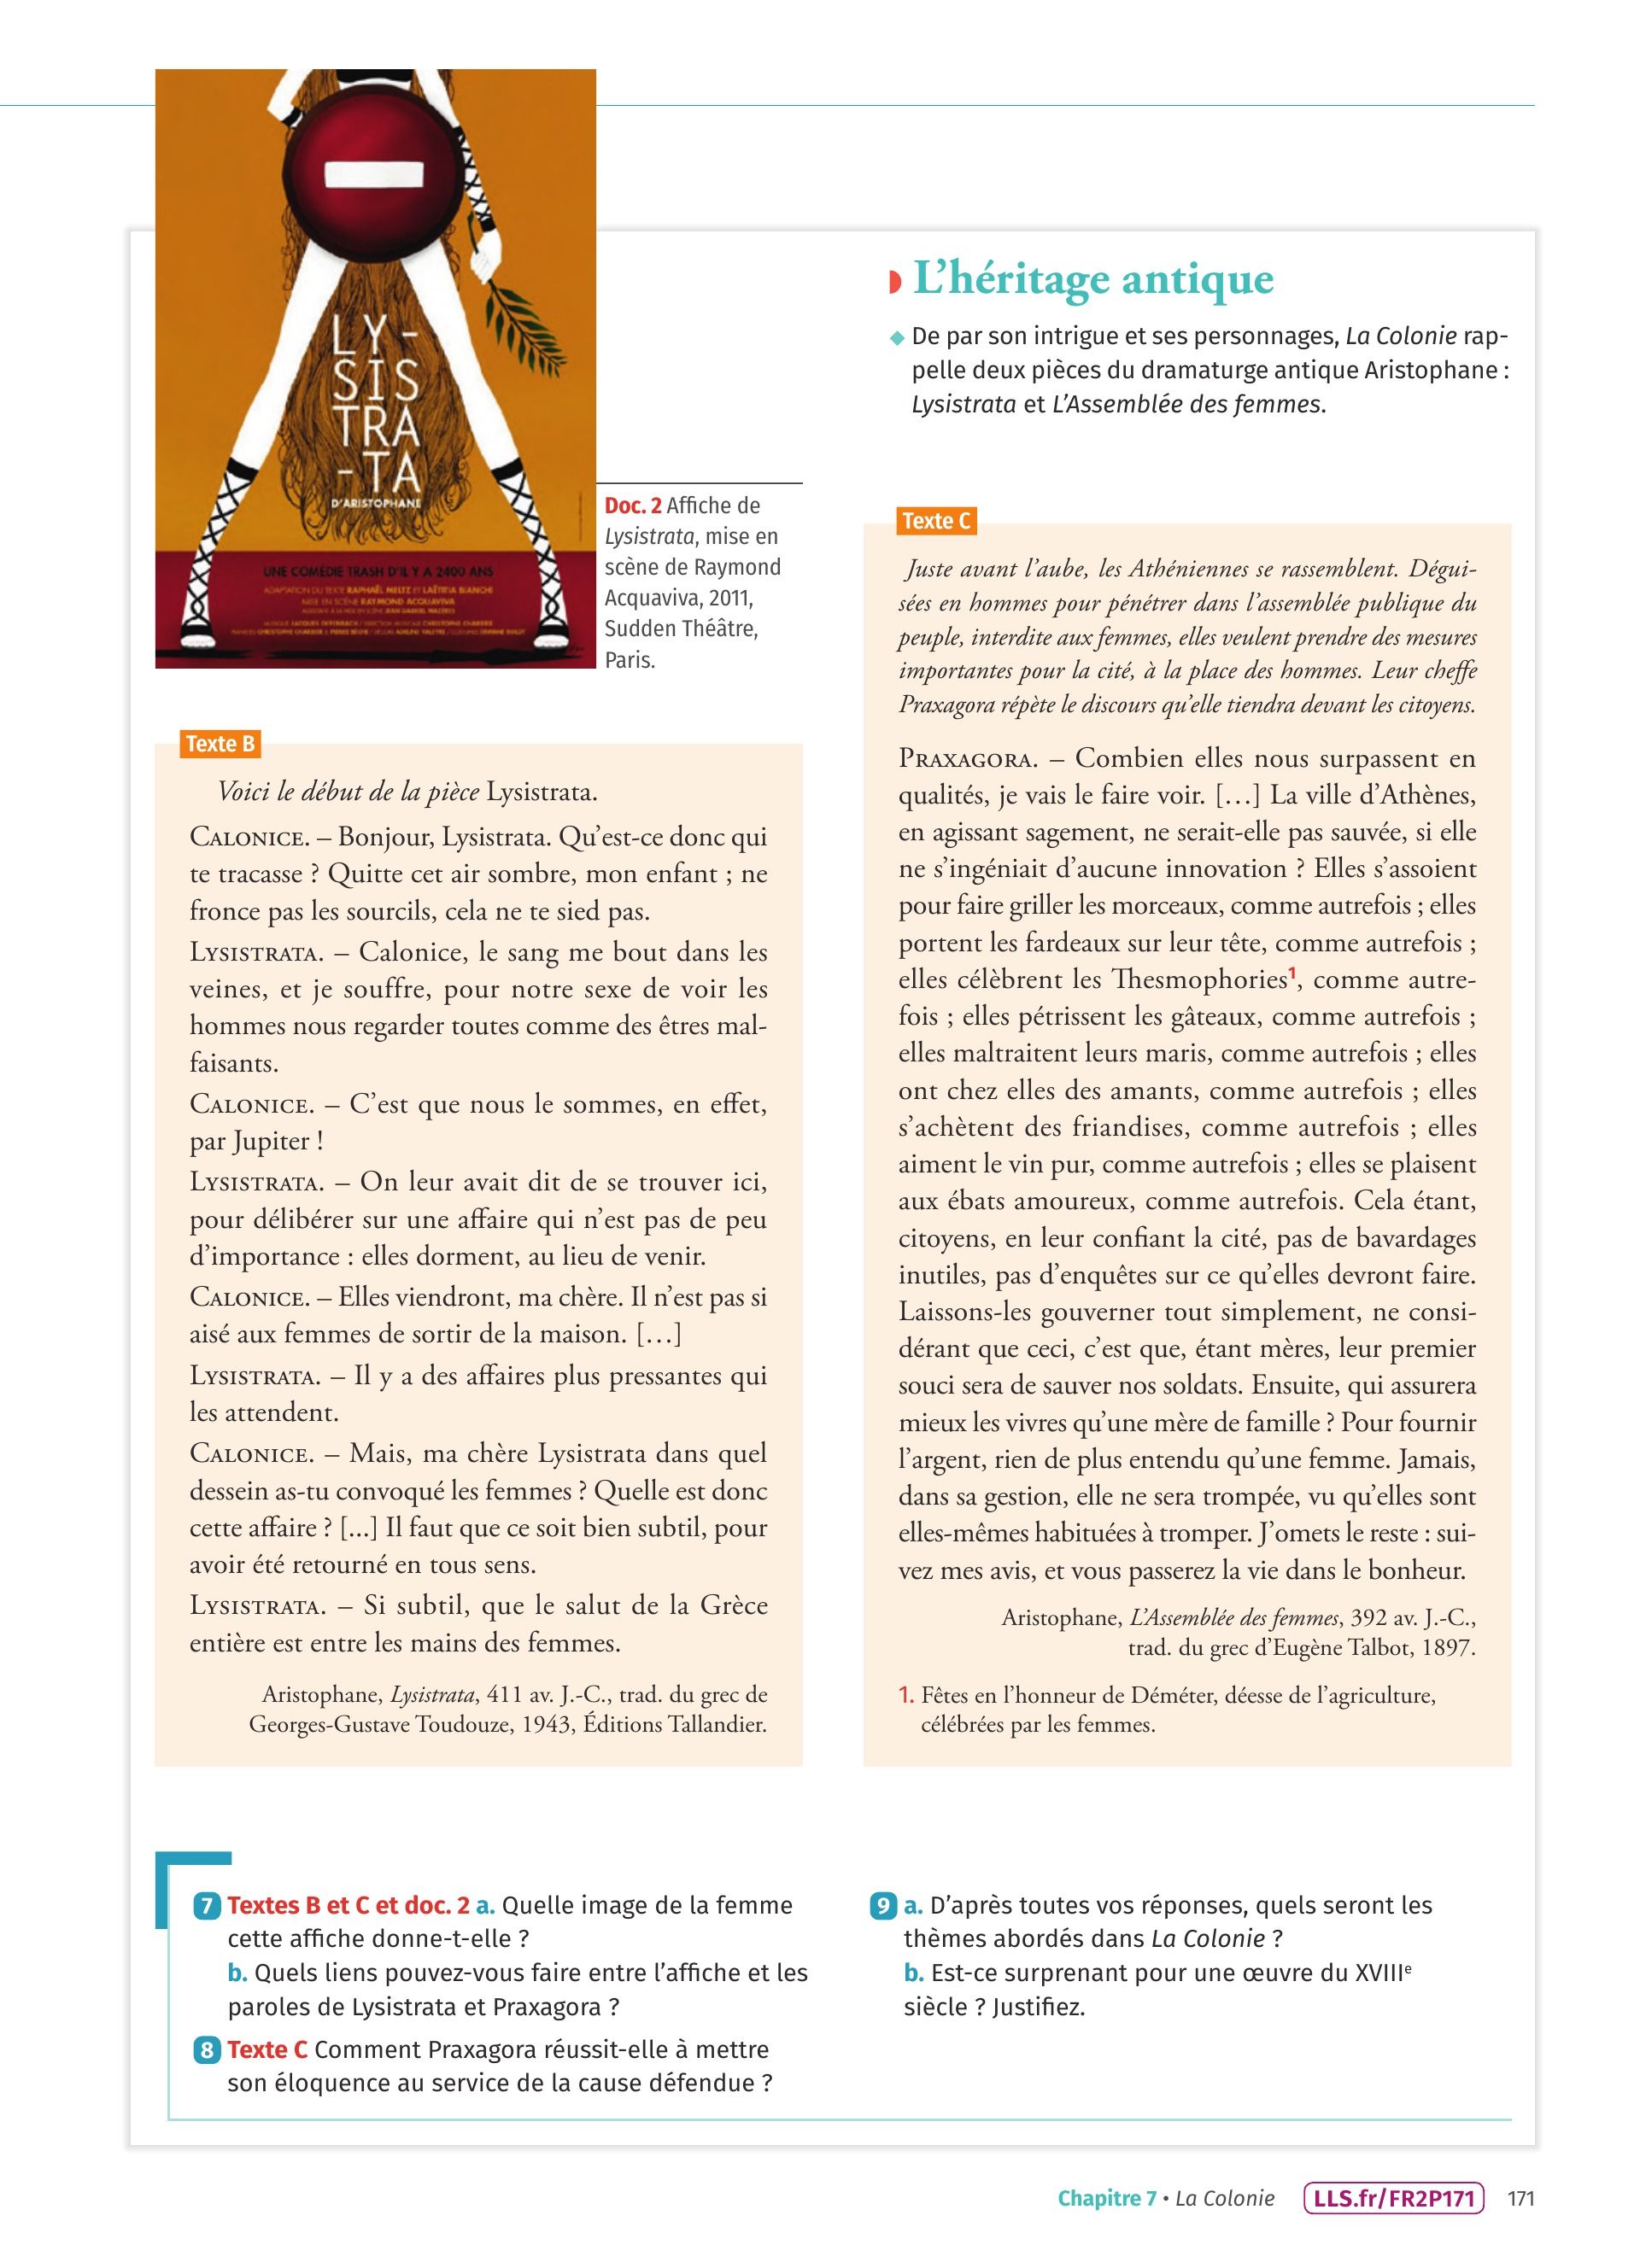 LY-
SIS
TRA
-TA
D'ARISTOPHANE
UNE COMÉDIE TRASH D'IL Y A 2400 ANS
ADAPTATION DU TEXTE RAPHAËL MELTZ ET LAËTITIA BIANCHI
MISE EN SCÈNE RAYMOND ACQUAVIVA
Doc. 2 Affiche de
Lysistrata, mise en
scène de Raymond
Acquaviva, 2011,
Sudden Théâtre,
Paris.
Texte B
Voici le début de la pièce Lysistrata.
CALONICE. – Bonjour, Lysistrata. Qu’est-ce donc qui
te tracasse ? Quitte cet air sombre, mon enfant ; ne
fronce pas les sourcils, cela ne te sied pas.
LYSISTRATA. – Calonice, le sang me bout dans les
veines, et je souffre, pour notre sexe de voir les
hommes nous regarder toutes comme des êtres mal-
faisants.
CALONICE. – C’est que nous le sommes, en effet,
par Jupiter !
LYSISTRATA. – On leur avait dit de se trouver ici,
pour délibérer sur une affaire qui n’est pas de peu
d’importance : elles dorment, au lieu de venir.
CALONICE. – Elles viendront, ma chère. Il n’est pas si
aisé aux femmes de sortir de la maison. […]
LYSISTRATA. – Il y a des affaires plus pressantes qui
les attendent.
CALONICE. – Mais, ma chère Lysistrata dans quel
dessein as-tu convoqué les femmes ? Quelle est donc
cette affaire ? [...] Il faut que ce soit bien subtil, pour
avoir été retourné en tous sens.
LYSISTRATA. – Si subtil, que le salut de la Grèce
entière est entre les mains des femmes.
Aristophane, Lysistrata, 411 av. J.-C., trad. du grec de
Georges-Gustave Toudouze, 1943, Éditions Tallandier.
L’héritage antique
De par son intrigue et ses personnages, La Colonie rap-
pelle deux pièces du dramaturge antique Aristophane :
Lysistrata et L’Assemblée des femmes.
Texte C
Juste avant l’aube, les Athéniennes se rassemblent. Dégui-
sées en hommes pour pénétrer dans l’assemblée publique du
peuple, interdite aux femmes, elles veulent prendre des mesures
importantes pour la cité, à la place des hommes. Leur cheffe
Praxagora répète le discours qu’elle tiendra devant les citoyens.
PRAXAGORA. – Combien elles nous surpassent en
qualités, je vais le faire voir. […] La ville d’Athènes,
en agissant sagement, ne serait-elle pas sauvée, si elle
ne s’ingéniait d’aucune innovation ? Elles s’assoient
pour faire griller les morceaux, comme autrefois ; elles
portent les fardeaux sur leur tête, comme autrefois ;
elles célèbrent les Thesmophories1, comme autre-
fois ; elles pétrissent les gâteaux, comme autrefois ;
elles maltraitent leurs maris, comme autrefois ; elles
ont chez elles des amants, comme autrefois ; elles
s’achètent des friandises, comme autrefois ; elles
aiment le vin pur, comme autrefois ; elles se plaisent
aux ébats amoureux, comme autrefois. Cela étant,
citoyens, en leur confiant la cité, pas de bavardages
inutiles, pas d’enquêtes sur ce qu’elles devront faire.
Laissons-les gouverner tout simplement, ne consi-
dérant que ceci, c’est que, étant mères, leur premier
souci sera de sauver nos soldats. Ensuite, qui assurera
mieux les vivres qu’une mère de famille ? Pour fournir
l’argent, rien de plus entendu qu’une femme. Jamais,
dans sa gestion, elle ne sera trompée, vu qu’elles sont
elles-mêmes habituées à tromper. J’omets le reste : sui-
vez mes avis, et vous passerez la vie dans le bonheur.
Aristophane, L’Assemblée des femmes, 392 av. J.-C.,
trad. du grec d’Eugène Talbot, 1897.
1. Fêtes en l’honneur de Déméter, déesse de l’agriculture,
célébrées par les femmes.
7 Textes B et C et doc. 2 a. Quelle image de la femme
cette affiche donne-t-elle ?
b. Quels liens pouvez-vous faire entre l’affiche et les
paroles de Lysistrata et Praxagora ?
8 Texte C Comment Praxagora réussit-elle à mettre
son éloquence au service de la cause défendue ?
9 a. D’après toutes vos réponses, quels seront les
thèmes abordés dans La Colonie ?
b. Est-ce surprenant pour une œuvre du XVIIIe
siècle ? Justifiez.
Chapitre 7 • La Colonie LLS.fr/FR2P171 171